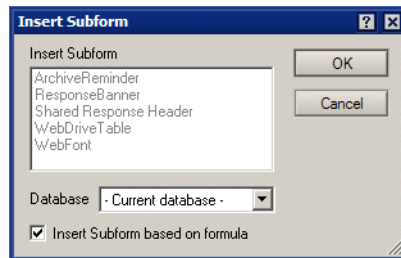 Insert Subform
Insert Subform
OK
ArchiveReminder
ResponseBanner
Shared Response Header
WebDriveTable
WebFont
Cancel
Database - Current database -
Insert Subform based on formula